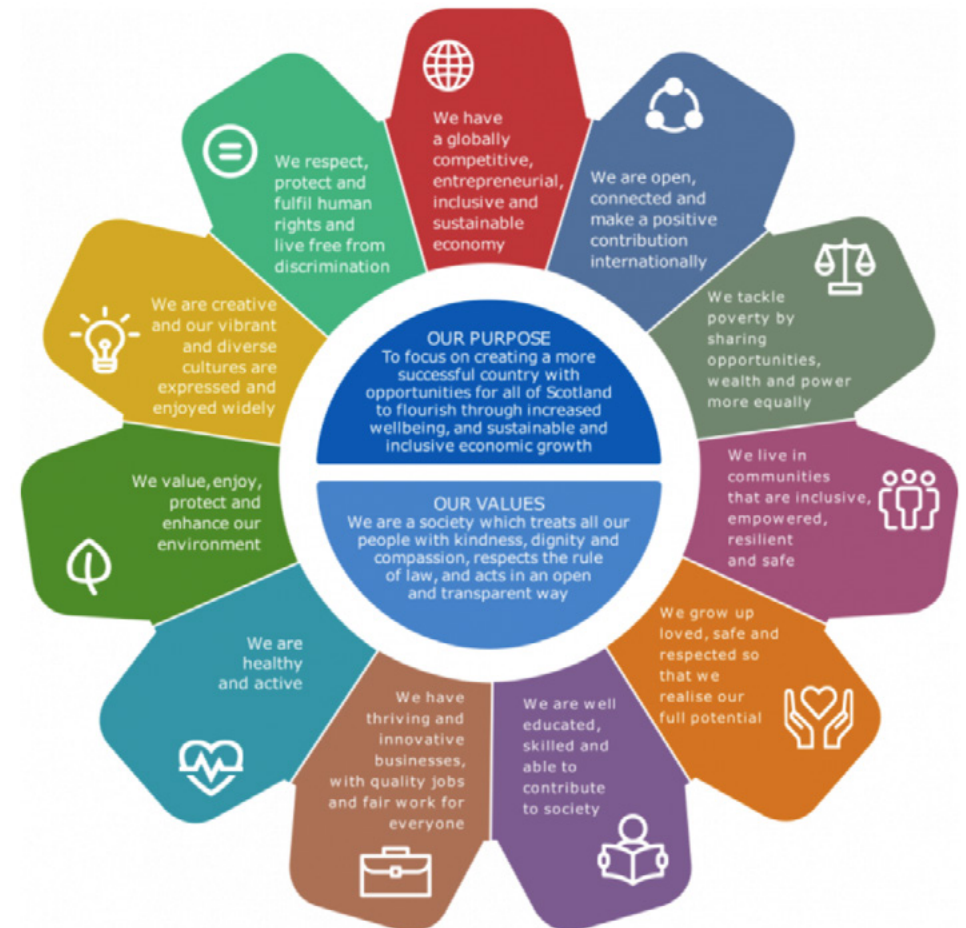 We have
a globally
competitive,
entrepreneurial,
inclusive and
sustainable
economy
We are open,
connected and
make a positive
contribution
internationally
We tackle
poverty by
sharing
opportunities,
wealth and power
more equally
We live in
communities
that are inclusive,
empowered,
resilient
and safe
We grow up
loved, safe and
respected so
that we
realise our
full potential
We are well
educated,
skilled and
able to
contribute
to society
We have
thriving and
innovative
businesses,
with quality jobs
and fair work for
everyone
We are
healthy
and active
We value, enjoy,
protect and
enhance our
environment
We are creative
and our vibrant
and diverse
cultures are
expressed and
enjoyed widely
We respect,
protect and
fulfil human
rights and
live free from
discrimination
OUR PURPOSE
To focus on creating a more
successful country with
opportunities for all of Scotland
to flourish through increased
wellbeing, and sustainable and
inclusive economic growth
OUR VALUES
We are a society which treats all our
people with kindness, dignity and
compassion, respects the rule
of law, and acts in an open
and transparent way